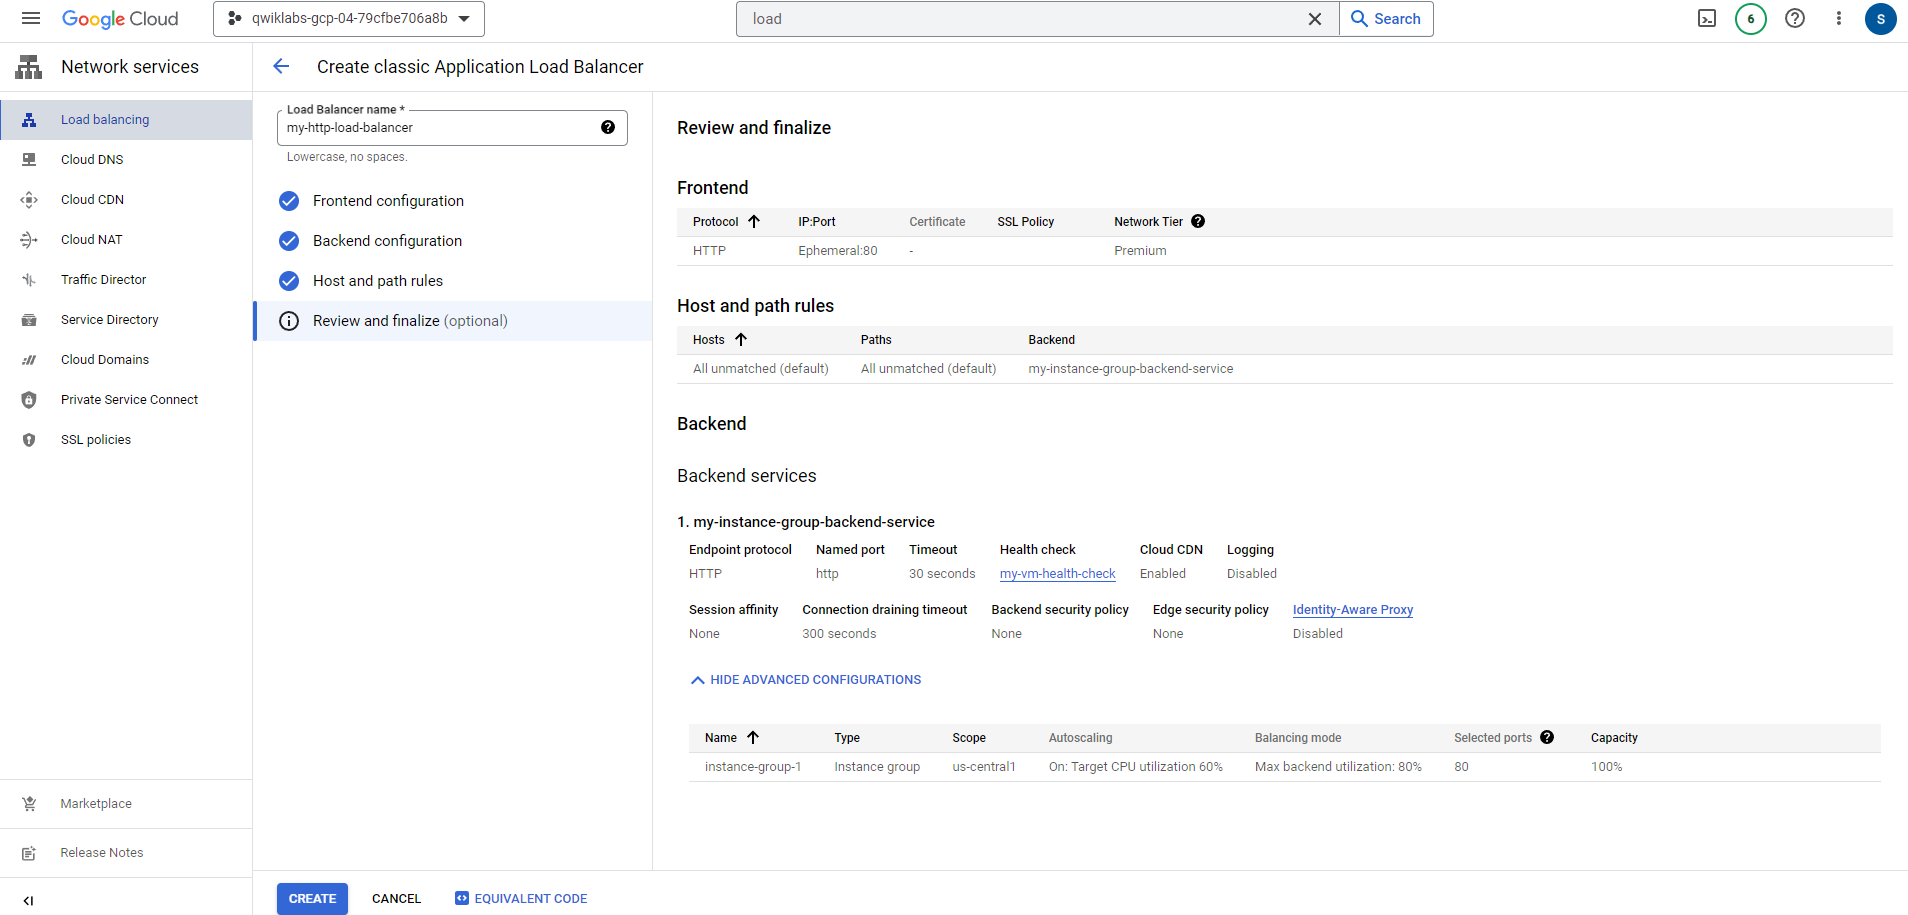 Google Cloud
qwiklabs-gcp-04-79cfbe706a8b
load
Search
6
S
Network services
Create classic Application Load Balancer
Load balancing
Cloud DNS
Cloud CDN
Cloud NAT
Traffic Director
Service Directory
Cloud Domains
Private Service Connect
SSL policies
Marketplace
Release Notes
Load Balancer name *
my-http-load-balancer
Lowercase, no spaces.
Frontend configuration
Backend configuration
Host and path rules
Review and finalize (optional)
Review and finalize
Frontend
Protocol IP:Port Certificate SSL Policy Network Tier
HTTP Ephemeral:80 - Premium
Host and path rules
Hosts Paths Backend
All unmatched (default) All unmatched (default) my-instance-group-backend-service
Backend
Backend services
1. my-instance-group-backend-service
Endpoint protocol Named port Timeout Health check Cloud CDN Logging
HTTP http 30 seconds my-vm-health-check Enabled Disabled
Session affinity Connection draining timeout Backend security policy Edge security policy Identity-Aware Proxy
None 300 seconds None None Disabled
HIDE ADVANCED CONFIGURATIONS
Name Type Scope Autoscaling Balancing mode Selected ports Capacity
instance-group-1 Instance group us-central1 On: Target CPU utilization 60% Max backend utilization: 80% 80 100%
CREATE CANCEL EQUIVALENT CODE